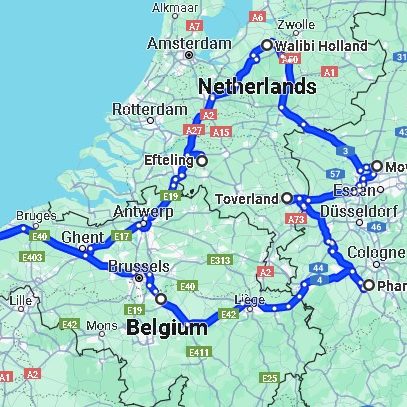 Alkmaar
A7
A6
Zwolle
Amsterdam
Walibi Holland
A50
31
A1
Netherlands
Rotterdam
A2
A27
A15
3
Efteling
57
Mov
E19
Toverland
Essen
Bruges
Antwerp
A73
Düsseldorf
E40
Ghent
E17
46
E403
E313
Cologne
Brussels
A2
44
4
Lille
E40
Phan
E42
Mons
E19
Belgium
E42
Liège
E411
A1
A2
E25